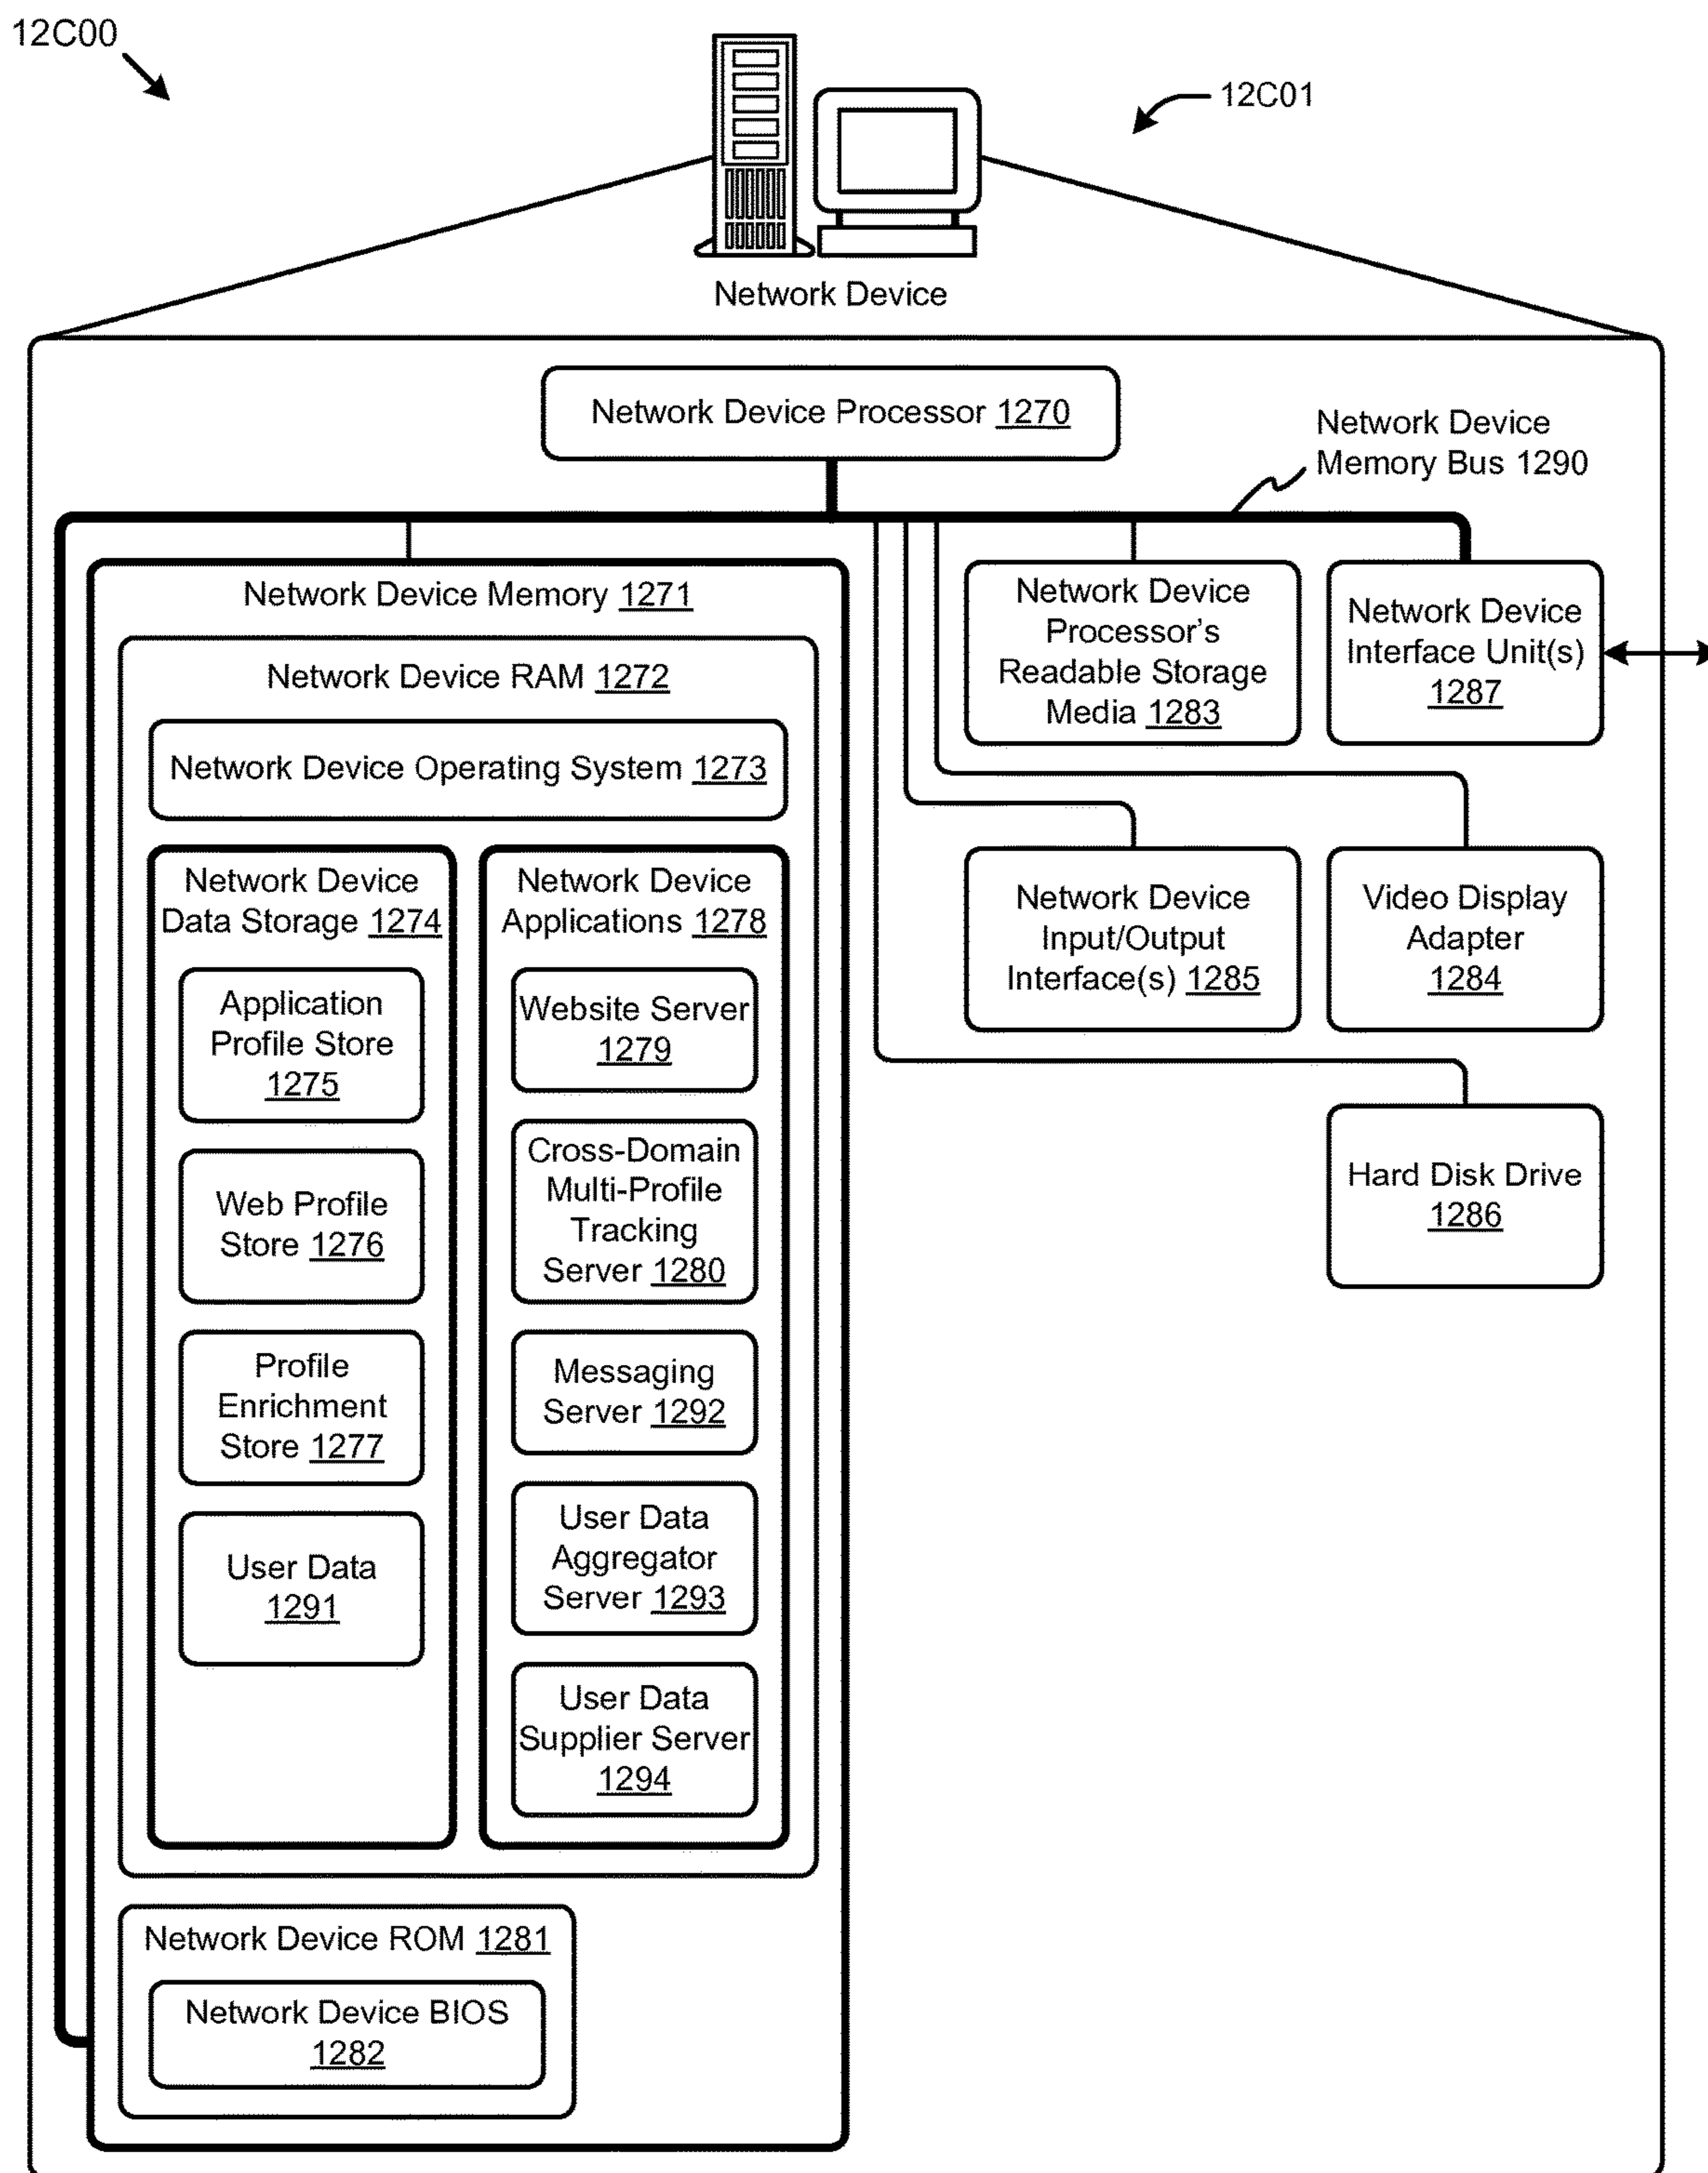 12C00
12C01
Network Device
Network Device Processor 1270
Network Device
Memory Bus 1290
Network Device Memory 1271
Network Device RAM 1272
Network Device Operating System 1273
Network Device
Data Storage 1274
Application
Profile Store
1275
Web Profile
Store 1276
Profile
Enrichment
Store 1277
User Data
1291
Network Device
Applications 1278
Website Server
1279
Cross-Domain
Multi-Profile
Tracking
Server 1280
Messaging
Server 1292
User Data
Aggregator
Server 1293
User Data
Supplier Server
1294
Network Device ROM 1281
Network Device BIOS
1282
Network Device
Processor’s
Readable Storage
Media 1283
Network Device
Interface Unit(s)
1287
Network Device
Input/Output
Interface(s) 1285
Video Display
Adapter
1284
Hard Disk Drive
1286